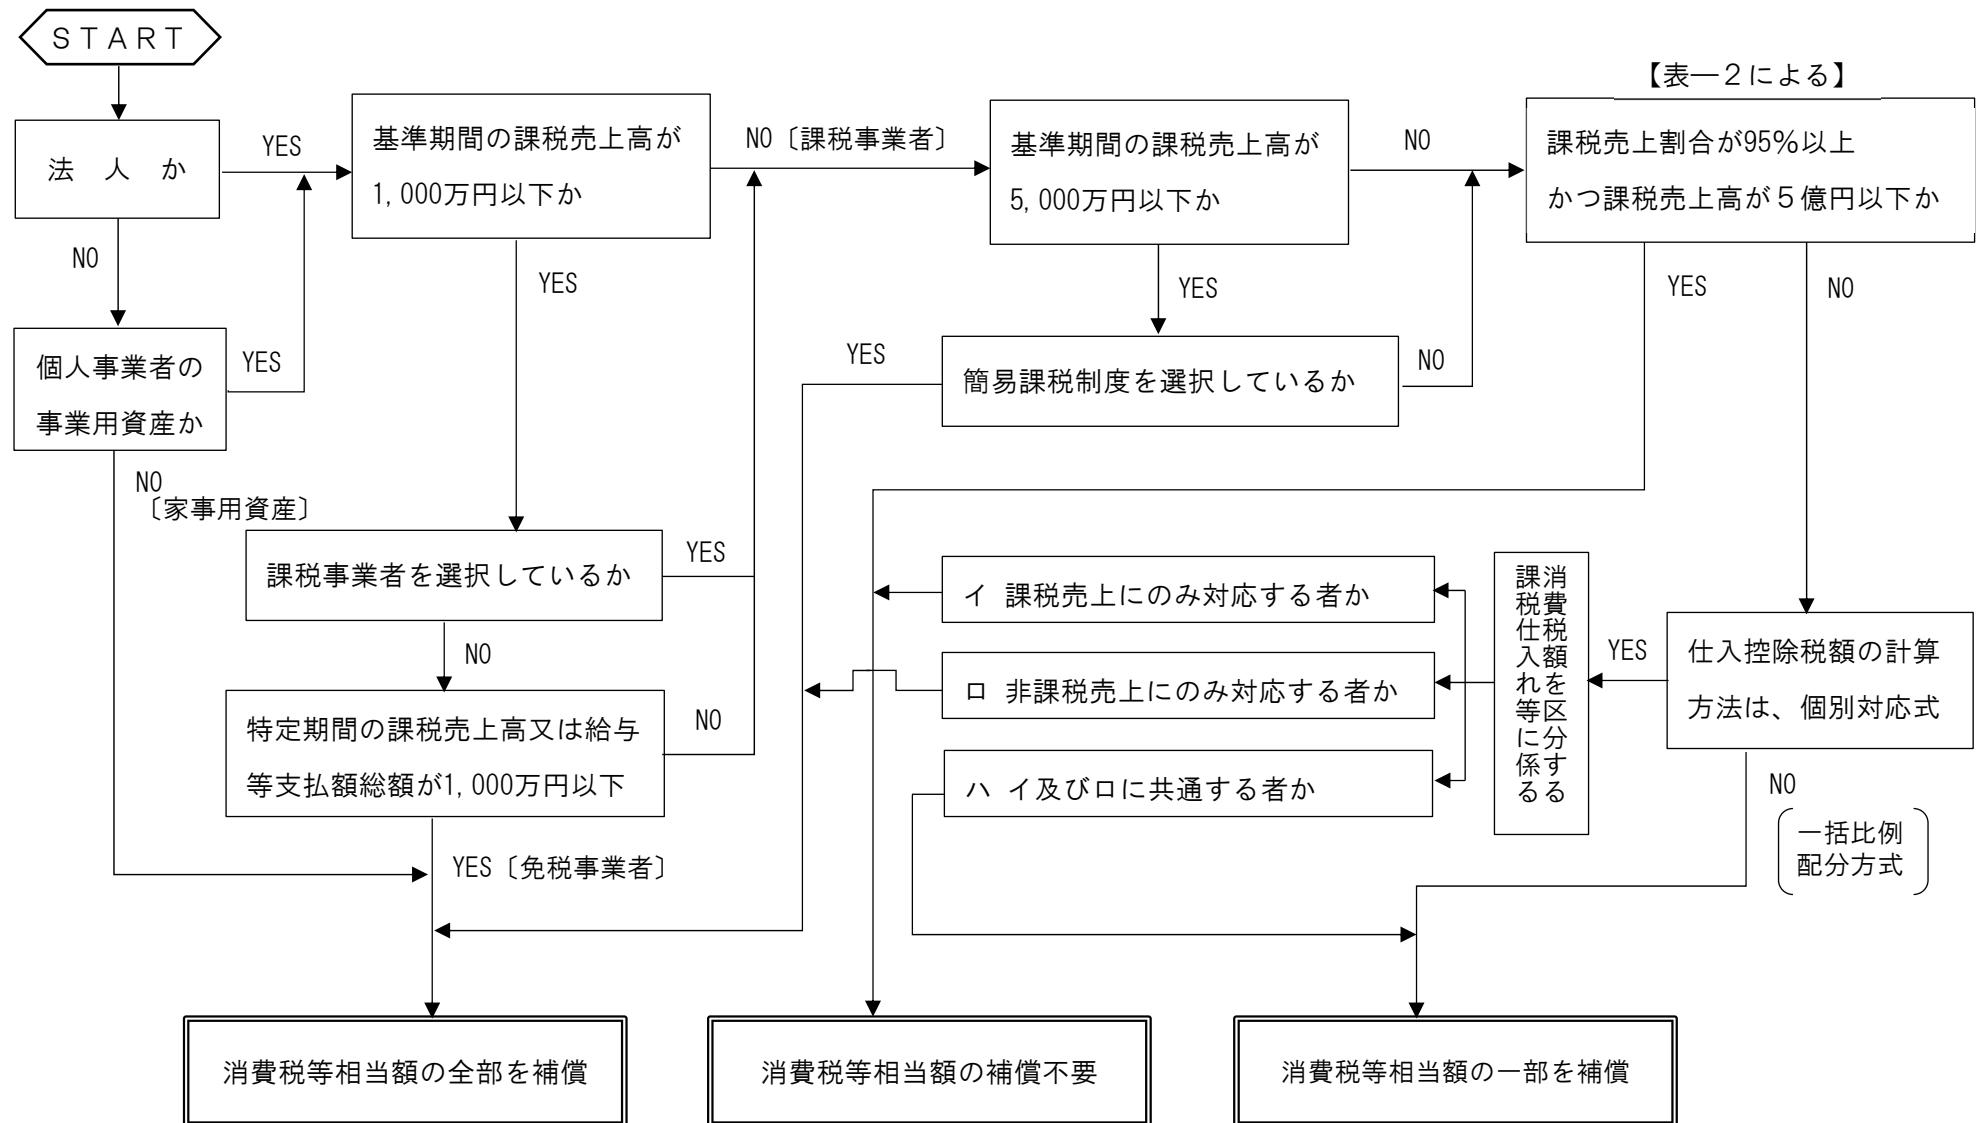 ＳＴＡＲＴ
法　人　か
YES
NO
個人事業者の
事業用資産か
YES
NO
〔家事用資産〕
基準期間の課税売上高が
1,000万円以下か
YES
NO〔課税事業者〕
課税事業者を選択しているか
YES
NO
特定期間の課税売上高又は給与
等支払額総額が1,000万円以下
NO
YES〔免税事業者〕
基準期間の課税売上高が
5,000万円以下か
NO
YES
簡易課税制度を選択しているか
YES
NO
【表―２による】
課税売上割合が95%以上
かつ課税売上高が５億円以下か
YES
NO
仕入控除税額の計算
方法は、個別対応式
YES
NO
一括比例
配分方式
課税仕入れ等に係る
消費税額を区分する
イ 課税売上にのみ対応する者か
ロ 非課税売上にのみ対応する者か
ハ イ及びロに共通する者か
消費税等相当額の全部を補償
消費税等相当額の補償不要
消費税等相当額の一部を補償